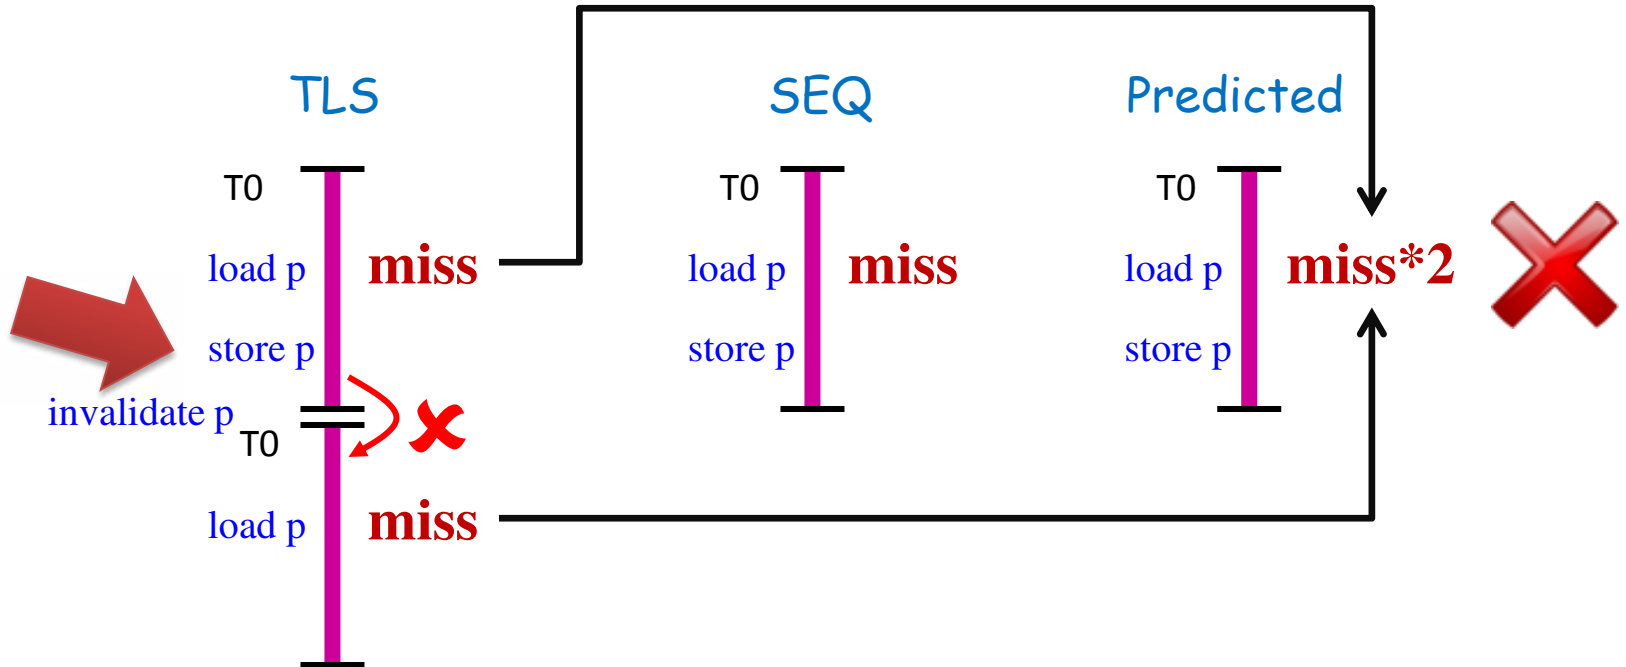 TLS
SEQ
Predicted
T0
T0
T0
load p
miss
load p
miss
load p
miss*2
store p
store p
store p
invalidate p
T0
load p
miss